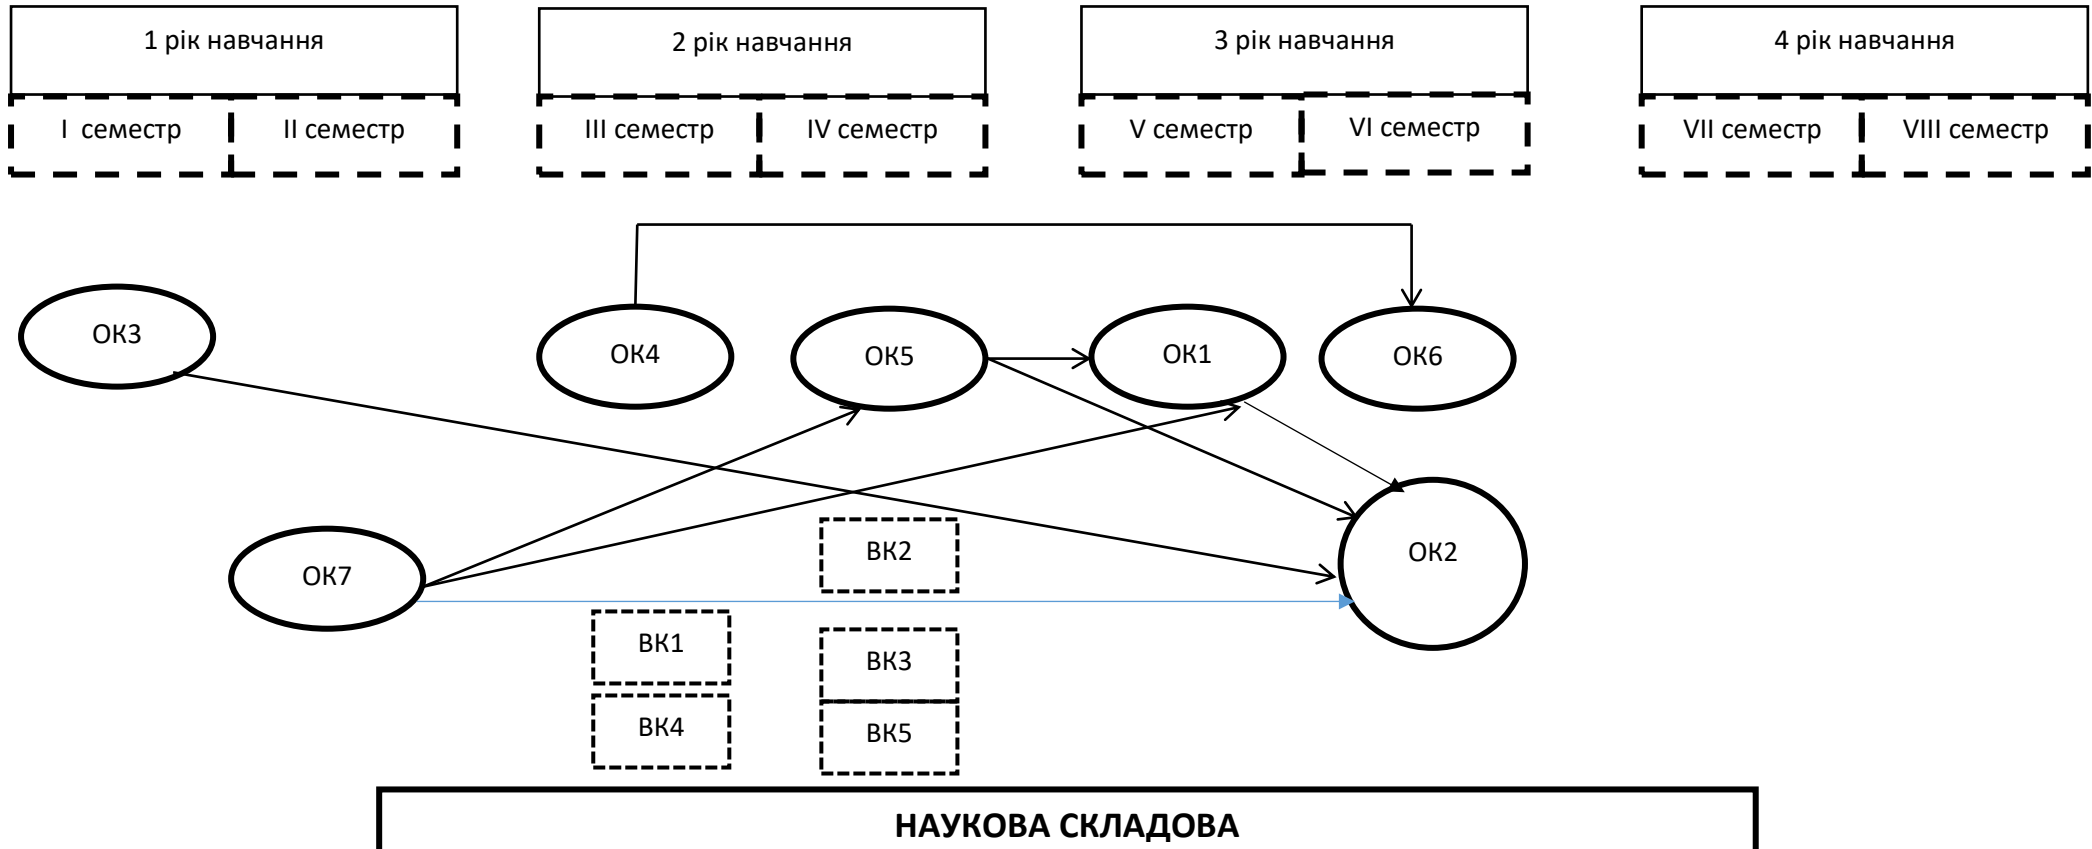 1 рік навчання
2 рік навчання
3 рік навчання
4 рік навчання
І семестр
ІІ семестр
ІІІ семестр
IV семестр
V семестр
VI семестр
VII семестр
VIII семестр
ОК3
ОК4
ОК5
ОК1
ОК6
ОК7
ВК2
ОК2
ВК1
ВК3
ВК4
ВК5
НАУКОВА СКЛАДОВА